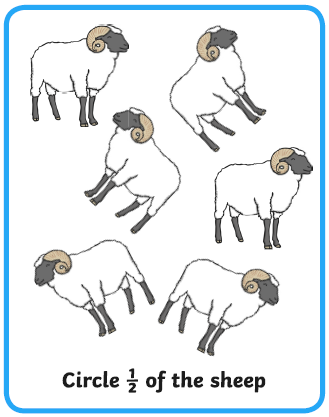 Circle ½ of the sheep